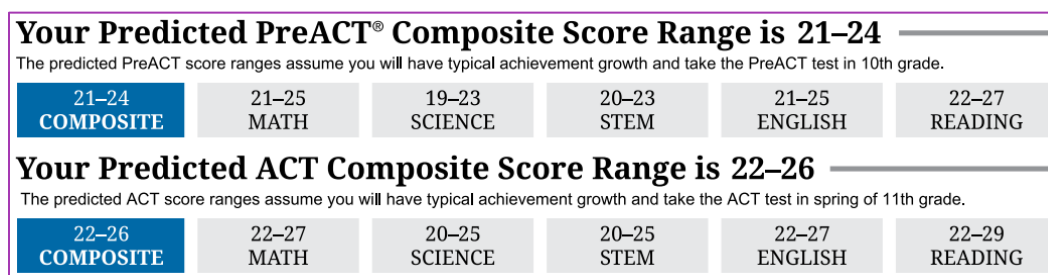 Your Predicted PreACT® Composite Score Range is 21–24
The predicted PreACT score ranges assume you will have typical achievement growth and take the PreACT test in 10th grade.
21–24 21–25 19–23 20–23 21–25 22–27
COMPOSITE MATH SCIENCE STEM ENGLISH READING
Your Predicted ACT Composite Score Range is 22–26
The predicted ACT score ranges assume you will have typical achievement growth and take the ACT test in spring of 11th grade.
22–26 22–27 20–25 20–25 22–27 22–29
COMPOSITE MATH SCIENCE STEM ENGLISH READING